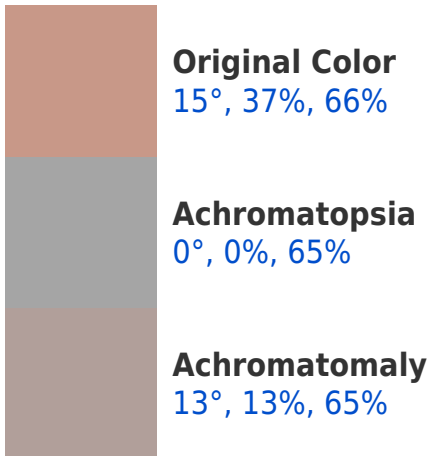 Original Color
15°, 37%, 66%
Achromatopsia
0°, 0%, 65%
Achromatomaly
13°, 13%, 65%